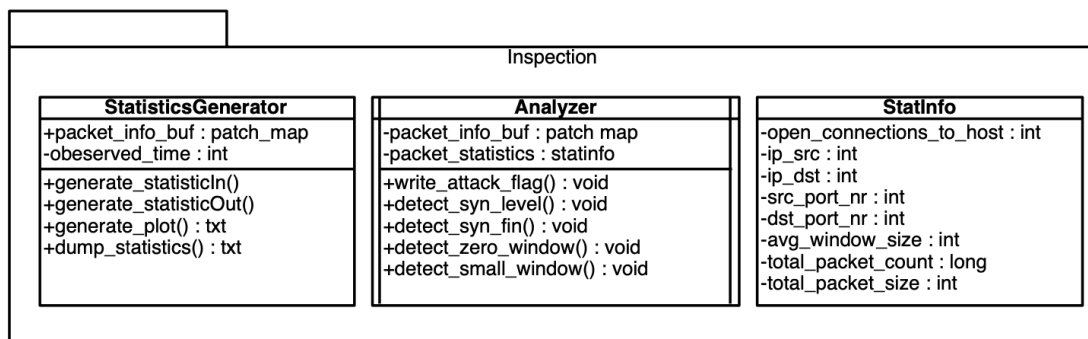 Inspection
StatisticsGenerator
+packet_info_buf : patch_map
-obeserved_time : int
+generate_statisticIn()
+generate_statisticOut()
+generate_plot() : txt
+dump_statistics() : txt
Analyzer
-packet_info_buf : patch map
-packet_statistics : statinfo
+write_attack_flag() : void
+detect_syn_level() : void
+detect_syn_fin() : void
+detect_zero_window() : void
+detect_small_window() : void
StatInfo
-open_connections_to_host : int
-ip_src : int
-ip_dst : int
-src_port_nr : int
-dst_port_nr : int
-avg_window_size : int
-total_packet_count : long
-total_packet_size : int